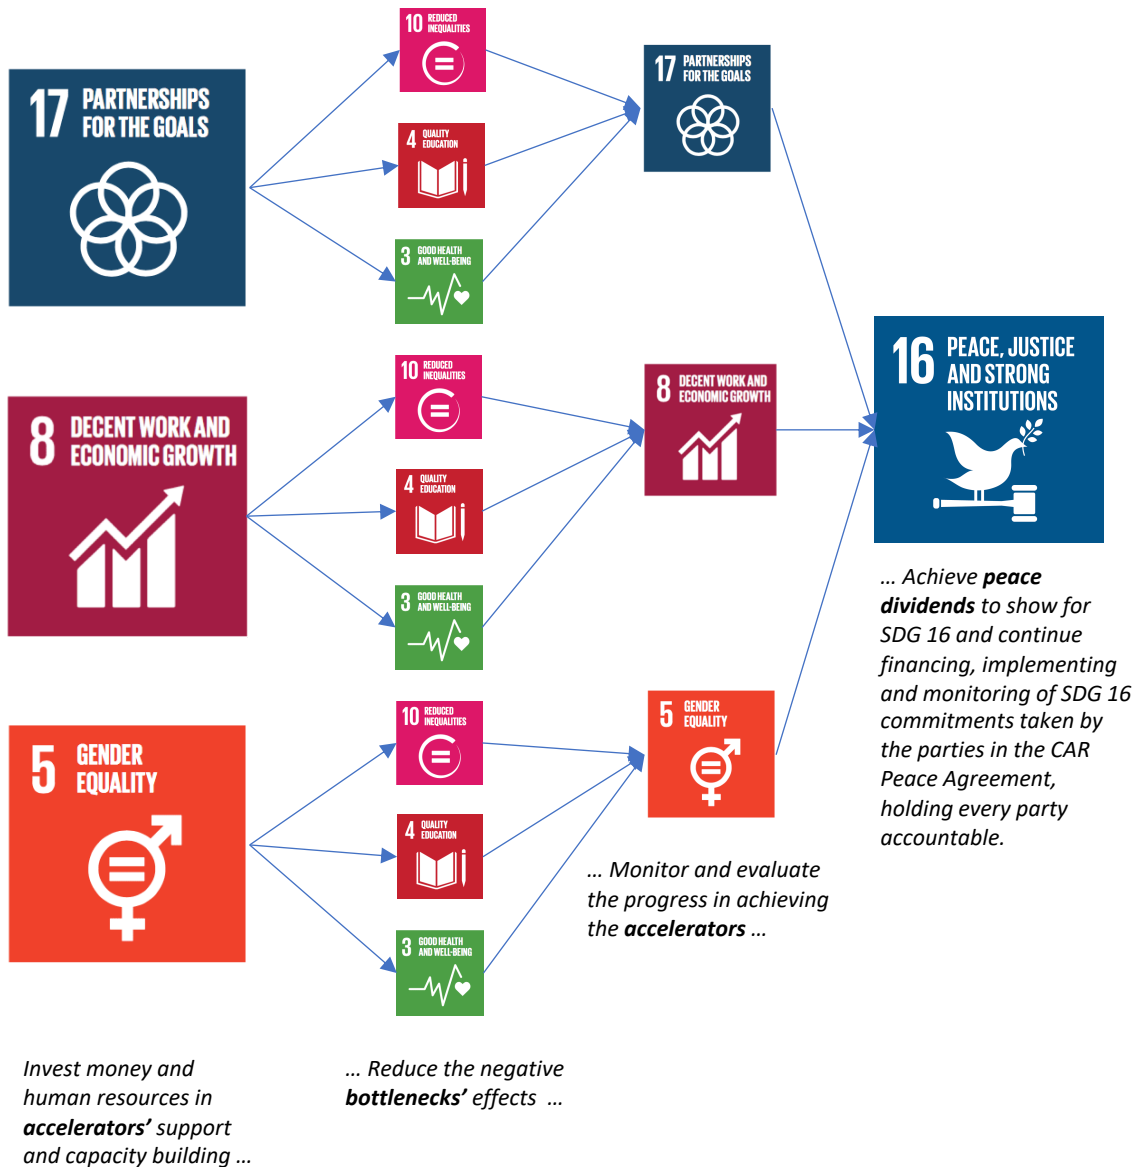 17 PARTNERSHIPS
FOR THE GOALS
10 REDUCED
INEQUALITIES
4 QUALITY
EDUCATION
3 GOOD HEALTH
AND WELL-BEING
17 PARTNERSHIPS
FOR THE GOALS
8 DECENT WORK AND
ECONOMIC GROWTH
10 REDUCED
INEQUALITIES
4 QUALITY
EDUCATION
3 GOOD HEALTH
AND WELL-BEING
8 DECENT WORK AND
ECONOMIC GROWTH
5 GENDER
EQUALITY
10 REDUCED
INEQUALITIES
4 QUALITY
EDUCATION
3 GOOD HEALTH
AND WELL-BEING
5 GENDER
EQUALITY
16 PEACE, JUSTICE
AND STRONG
INSTITUTIONS
Invest money and
human resources in
accelerators’ support
and capacity building …
… Reduce the negative
bottlenecks’ effects …
… Monitor and evaluate
the progress in achieving
the accelerators …
… Achieve peace
dividends to show for
SDG 16 and continue
financing, implementing
and monitoring of SDG 16
commitments taken by
the parties in the CAR
Peace Agreement,
holding every party
accountable.